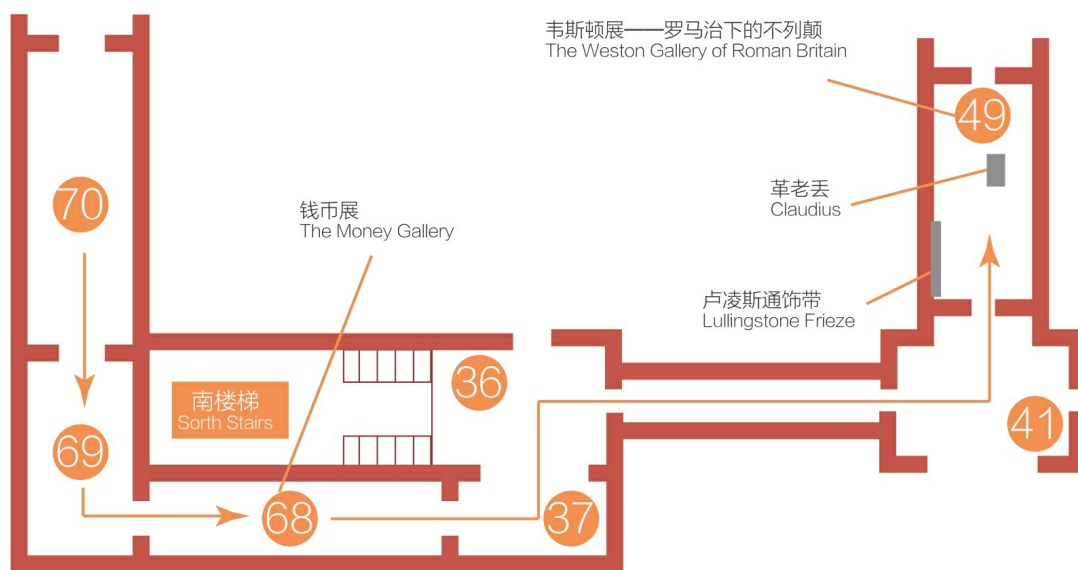 韦斯顿展——罗马治下的不列颠
The Weston Gallery of Roman Britain
49
70
革老丢
Claudius
钱币展
The Money Gallery
卢凌斯通饰带
Lullingstone Frieze
36
南楼梯
Sorth Stairs
41
69
68
37